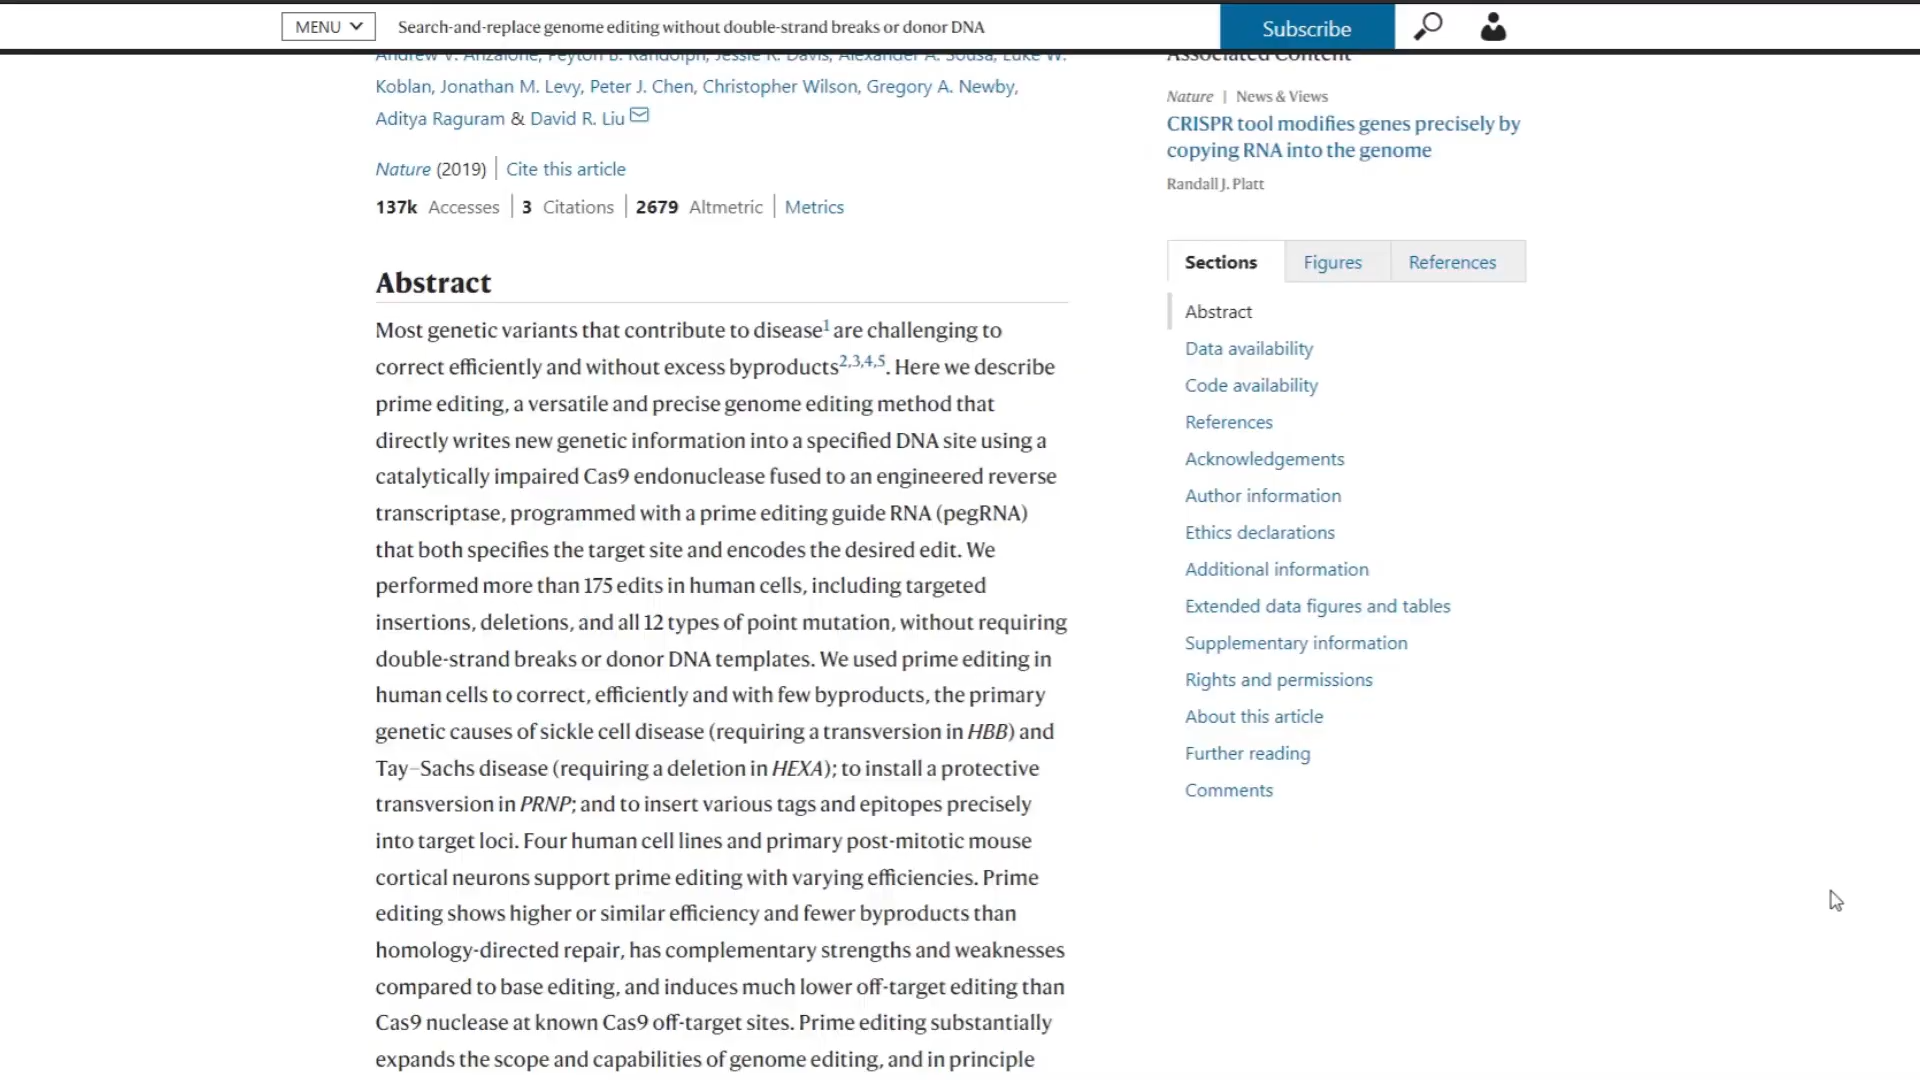 MENU
Search-and-replace genome editing without double-strand breaks or donor DNA
Subscribe
Andrew V. Anzalone, Peyton B. Randolph, Jessie R. Davis, Alexander A. Sousa, Luke W.
Koblan, Jonathan M. Levy, Peter J. Chen, Christopher Wilson, Gregory A. Newby,
Aditya Raguram & David R. Liu
Nature (2019) | Cite this article
137k Accesses | 3 Citations | 2679 Altmetric | Metrics
Abstract
Most genetic variants that contribute to disease1 are challenging to
correct efficiently and without excess byproducts2,3,4,5. Here we describe
prime editing, a versatile and precise genome editing method that
directly writes new genetic information into a specified DNA site using a
catalytically impaired Cas9 endonuclease fused to an engineered reverse
transcriptase, programmed with a prime editing guide RNA (pegRNA)
that both specifies the target site and encodes the desired edit. We
performed more than 175 edits in human cells, including targeted
insertions, deletions, and all 12 types of point mutation, without requiring
double-strand breaks or donor DNA templates. We used prime editing in
human cells to correct, efficiently and with few byproducts, the primary
genetic causes of sickle cell disease (requiring a transversion in HBB) and
Tay–Sachs disease (requiring a deletion in HEXA); to install a protective
transversion in PRNP; and to insert various tags and epitopes precisely
into target loci. Four human cell lines and primary post-mitotic mouse
cortical neurons support prime editing with varying efficiencies. Prime
editing shows higher or similar efficiency and fewer byproducts than
homology-directed repair, has complementary strengths and weaknesses
compared to base editing, and induces much lower off-target editing than
Cas9 nuclease at known Cas9 off-target sites. Prime editing substantially
expands the scope and capabilities of genome editing, and in principle
Associated Content
Nature | News & Views
CRISPR tool modifies genes precisely by
copying RNA into the genome
Randall J. Platt
Sections
Figures
References
Abstract
Data availability
Code availability
References
Acknowledgements
Author information
Ethics declarations
Additional information
Extended data figures and tables
Supplementary information
Rights and permissions
About this article
Further reading
Comments